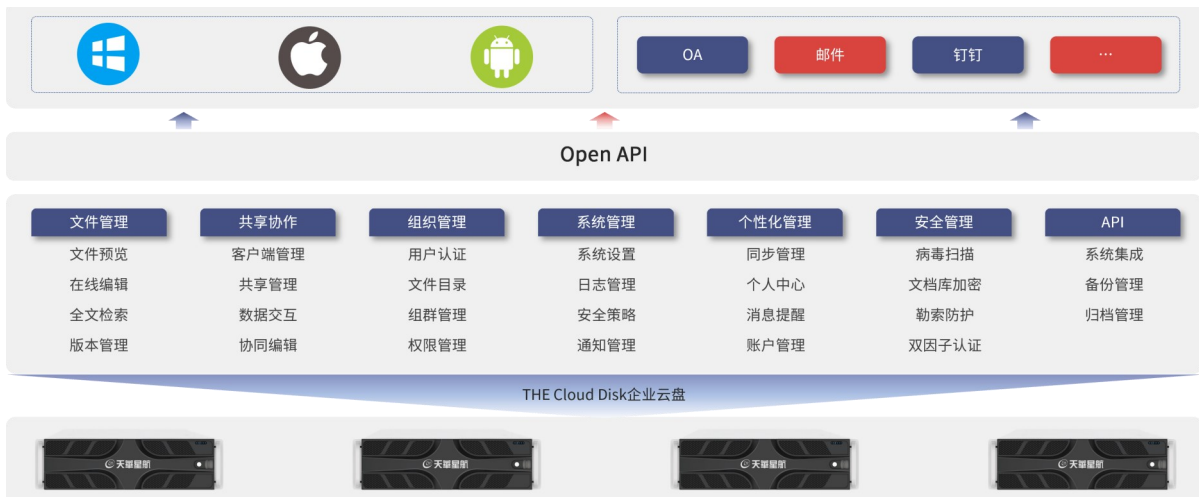 OA 邮件 钉钉 …
Open API
文件管理 共享协作 组织管理 系统管理 个性化管理 安全管理 API
文件预览 客户端管理 用户认证 系统设置 同步管理 病毒扫描 系统集成
在线编辑 共享管理 文件目录 日志管理 个人中心 文档库加密 备份管理
全文检索 数据交互 组群管理 安全策略 消息提醒 勒索防护 归档管理
版本管理 协同编辑 权限管理 通知管理 账户管理 双因子认证
THE Cloud Disk企业云盘
天華星航 天華星航 天華星航 天華星航